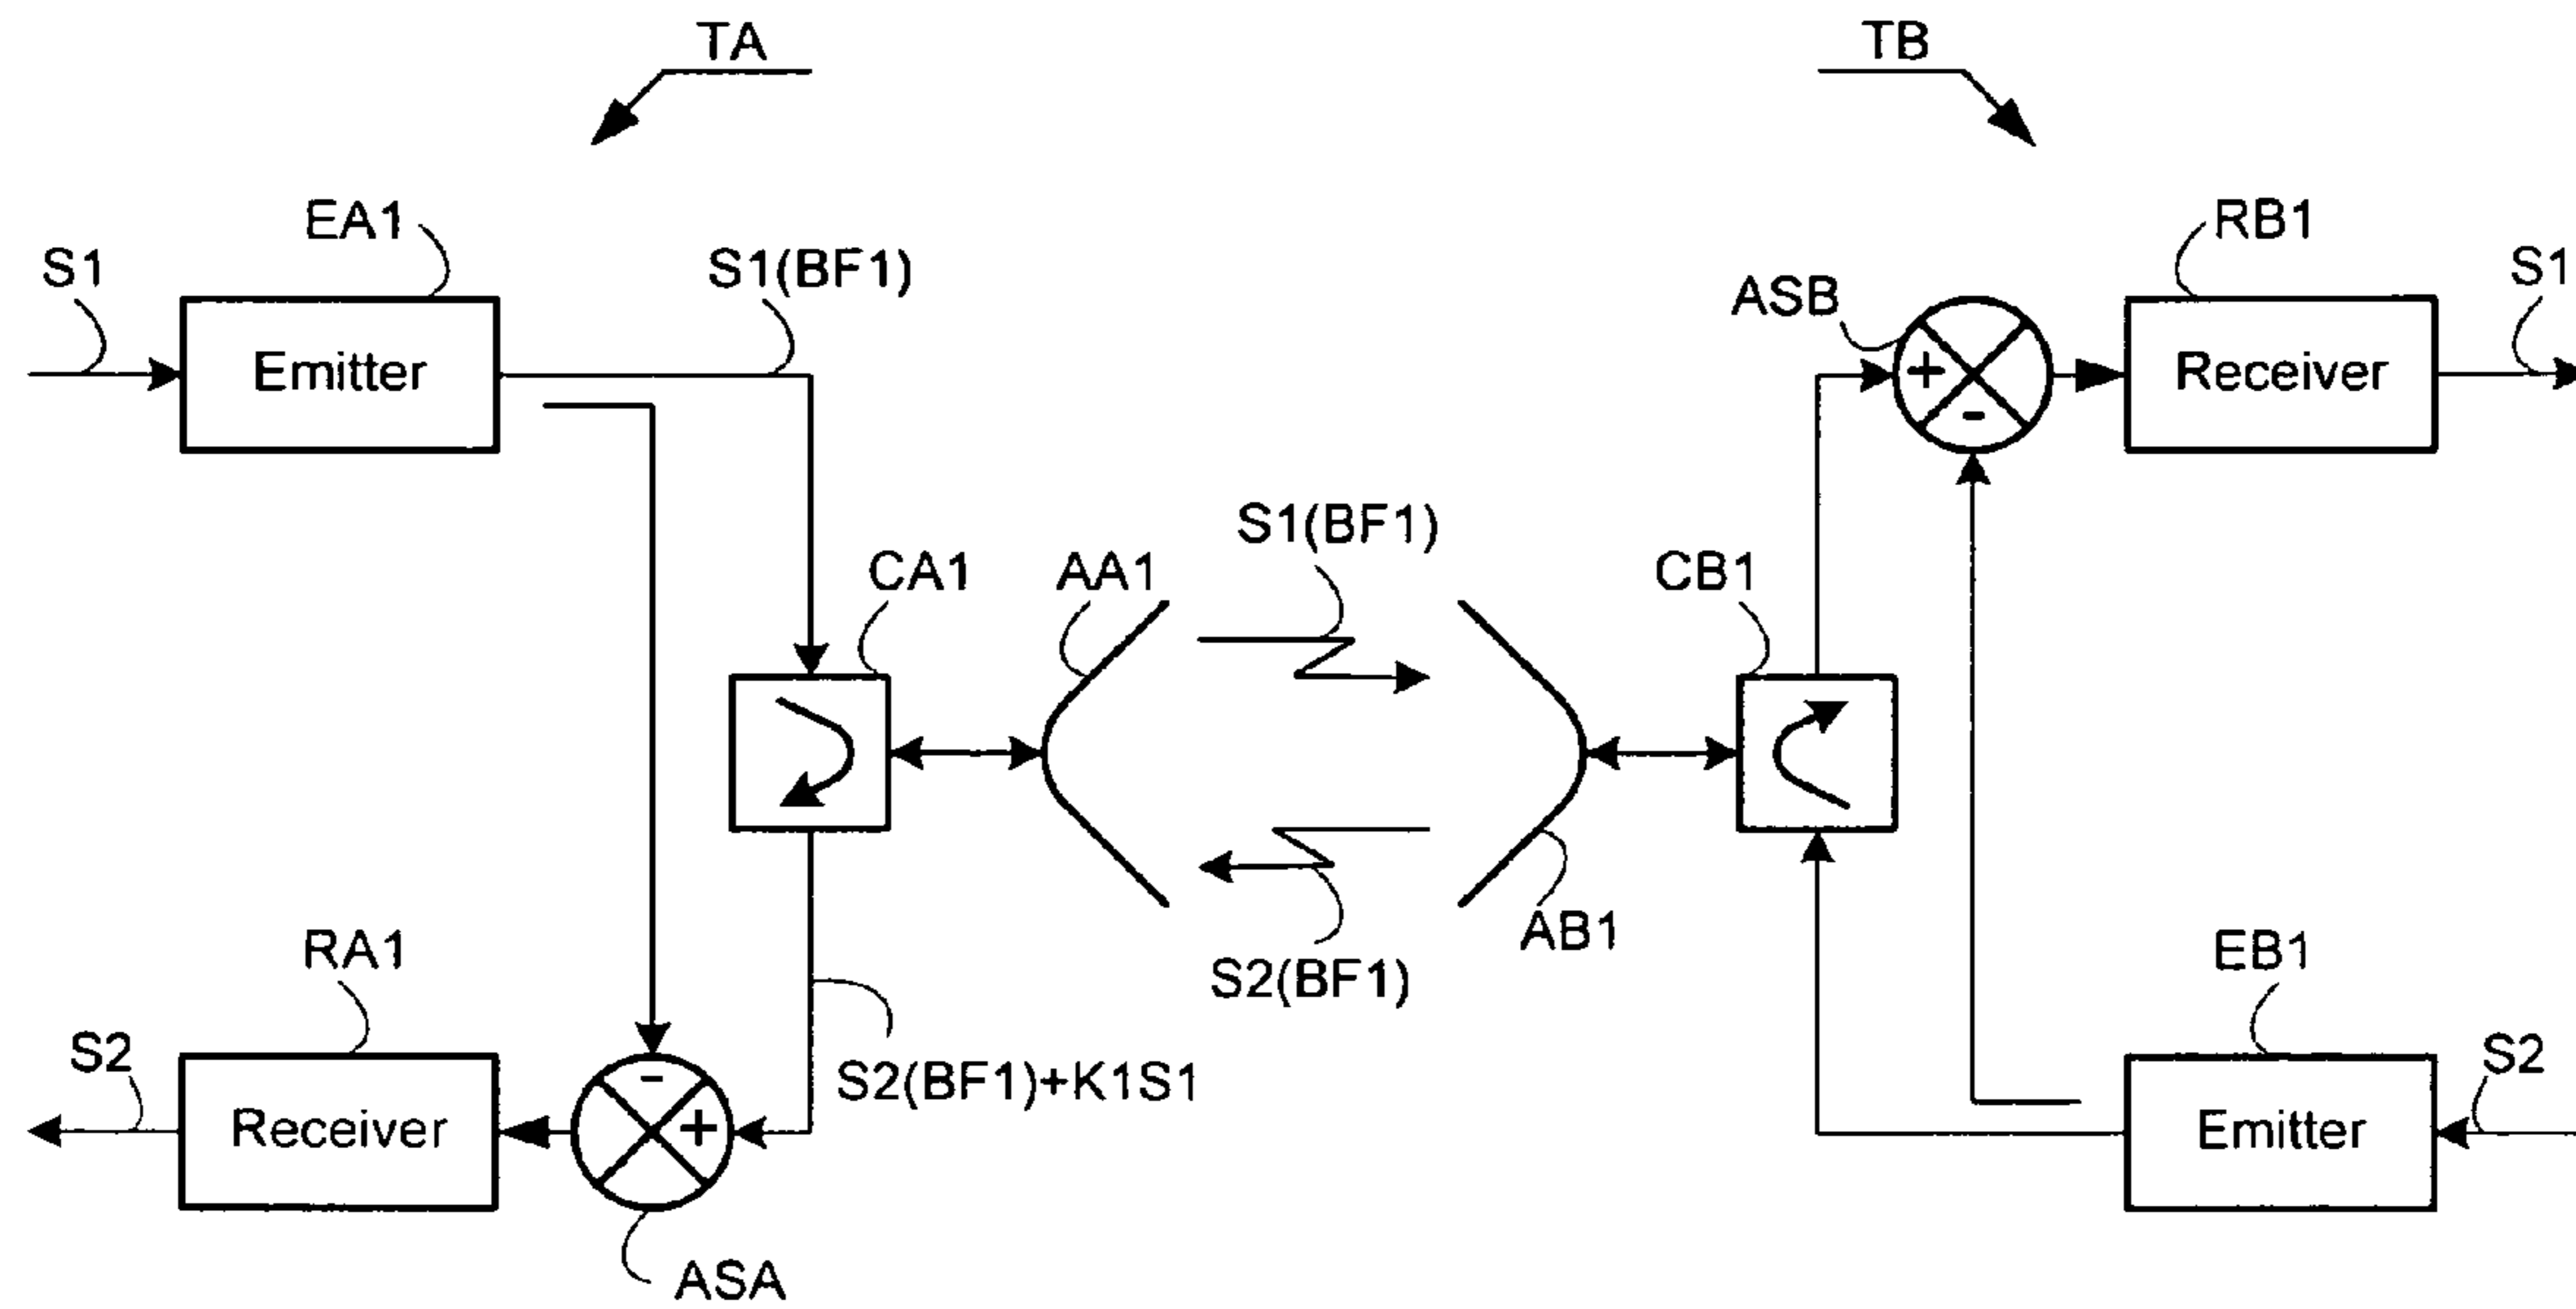 TA
TB
EA1
RB1
S1
S1(BF1)
ASB
S1
Emitter
+
-
Receiver
S1(BF1)
CA1
AA1
CB1
RA1
AB1
EB1
S2(BF1)
S2
-
+
S2(BF1)+K1S1
S2
Receiver
Emitter
ASA